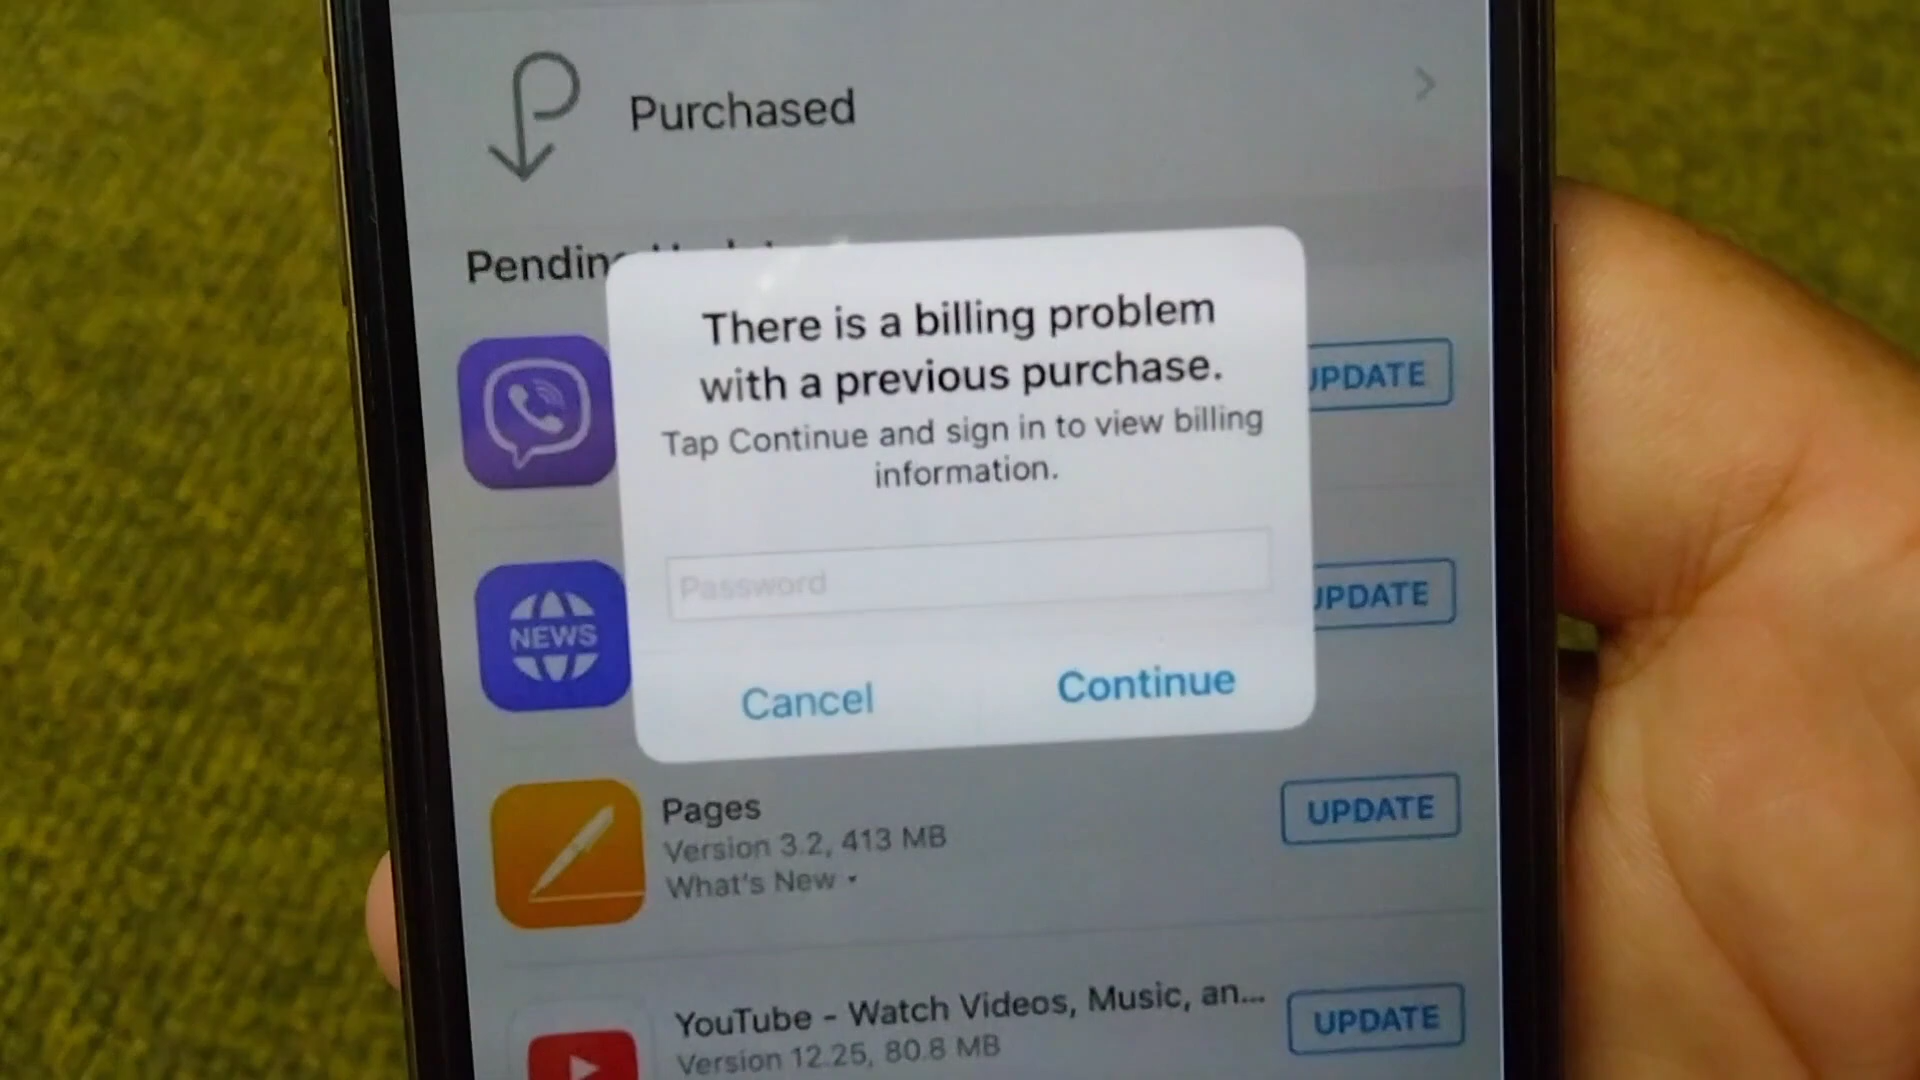 Purchased
Pending
There is a billing problem
with a previous purchase.
Tap Continue and sign in to view billing
information.
UPDATE
Password
UPDATE
NEWS
Cancel
Continue
Pages
Version 3.2, 413 MB
What's New
UPDATE
YouTube - Watch Videos, Music, an...
Version 12.25, 80.8 MB
UPDATE